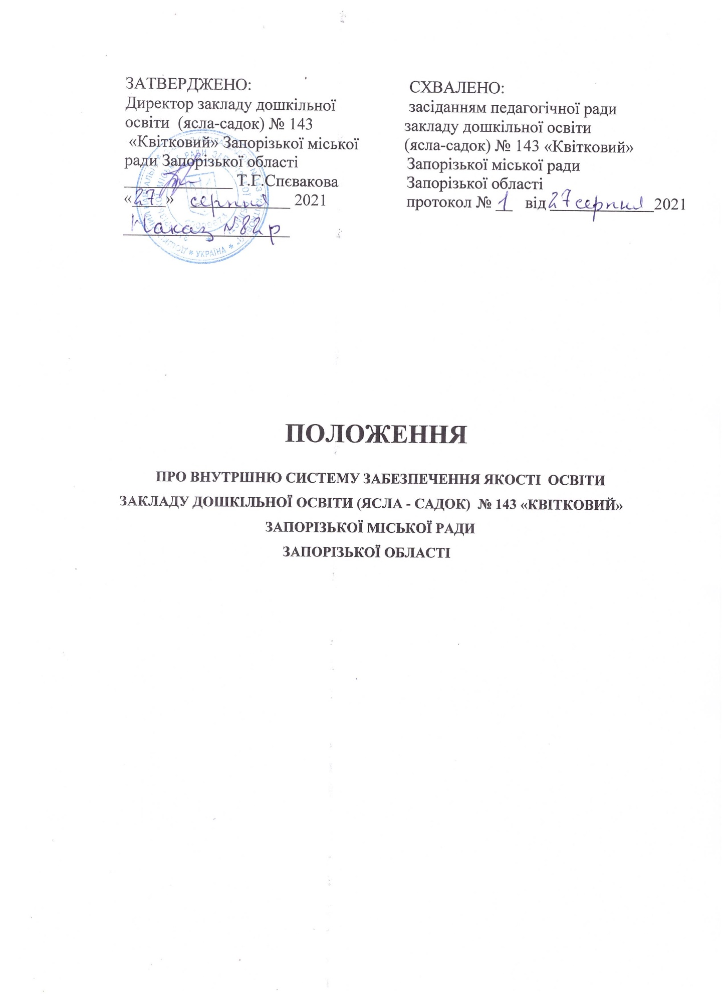 ЗАТВЕРДЖЕНО:
Директор закладу дошкільної
освіти (ясла-садок) № 143
«Квітковий» Запорізької міської
ради Запорізької області
Т.Г.Спєвакова
«27» серпня 2021
Наказ №82р
УКРАЇНА
СХВАЛЕНО:
засіданням педагогічної ради
закладу дошкільної освіти
(ясла-садок) № 143 «Квітковий»
Запорізької міської ради
Запорізької області
протокол № 1 від 27 серпня 2021
ПОЛОЖЕННЯ
ПРО ВНУТРШНЮ СИСТЕМУ ЗАБЕЗПЕЧЕННЯ ЯКОСТІ ОСВІТИ
ЗАКЛАДУ ДОШКІЛЬНОЇ ОСВІТИ (ЯСЛА - САДОК) № 143 «КВІТКОВИЙ»
ЗАПОРІЗЬКОЇ МІСЬКОЇ РАДИ
ЗАПОРІЗЬКОЇ ОБЛАСТІ